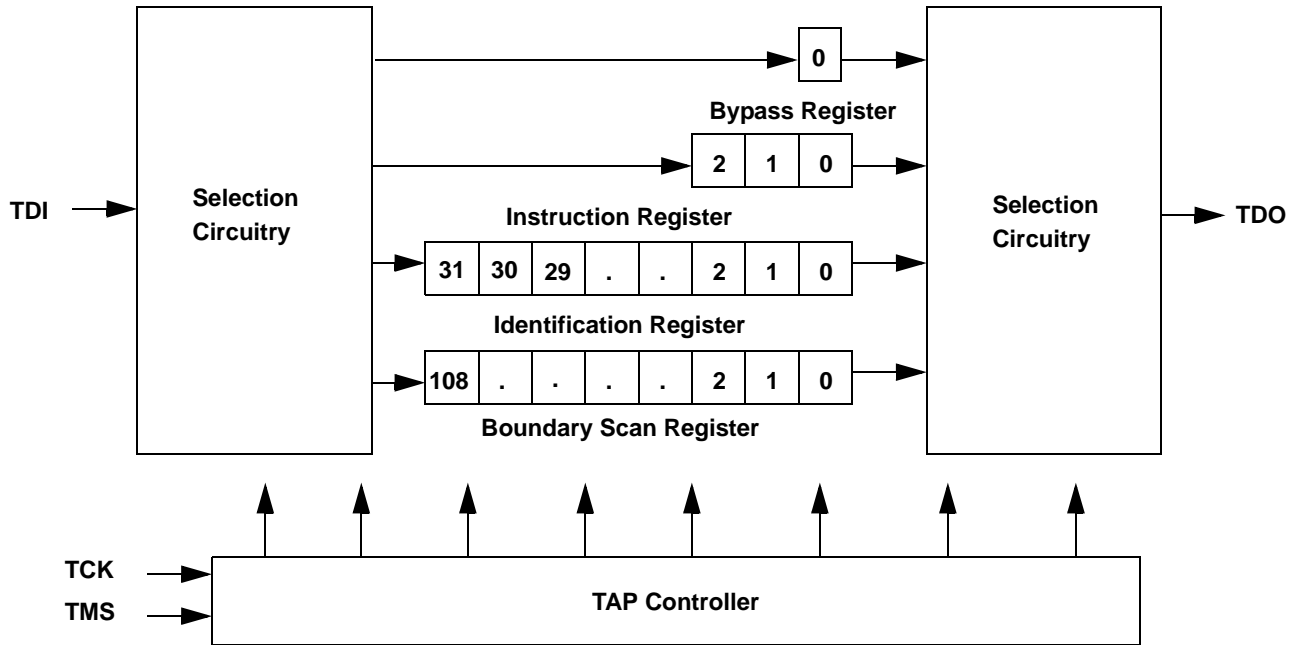 0
Bypass Register
2 1 0
Selection
Circuitry
Selection
Circuitry
TDI
TDO
Instruction Register
31 30 29 . . 2 1 0
Identification Register
108 . . . . 2 1 0
Boundary Scan Register
TCK
TMS
TAP Controller